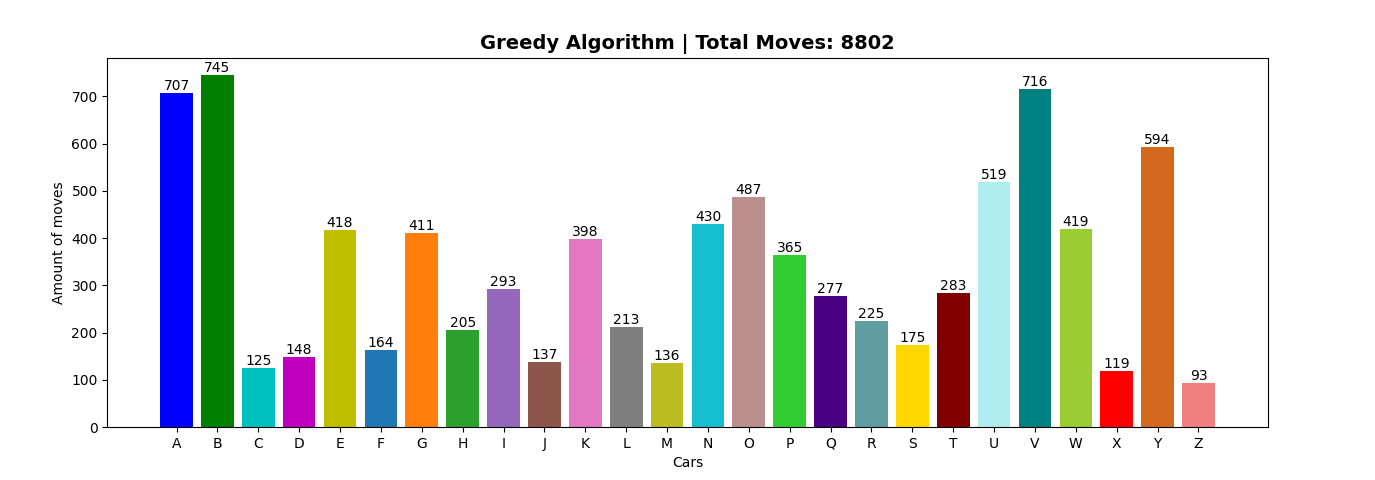 Greedy Algorithm | Total Moves: 8802
707 745 125 148 418 164 411 205 293 137 398 213 136 430 487 365 277 225 175 283 519 716 419 119 594 93
Amount of moves
700
600
500
400
300
200
100
0
A B C D E F G H I J K L M N O P Q R S T U V W X Y Z
Cars